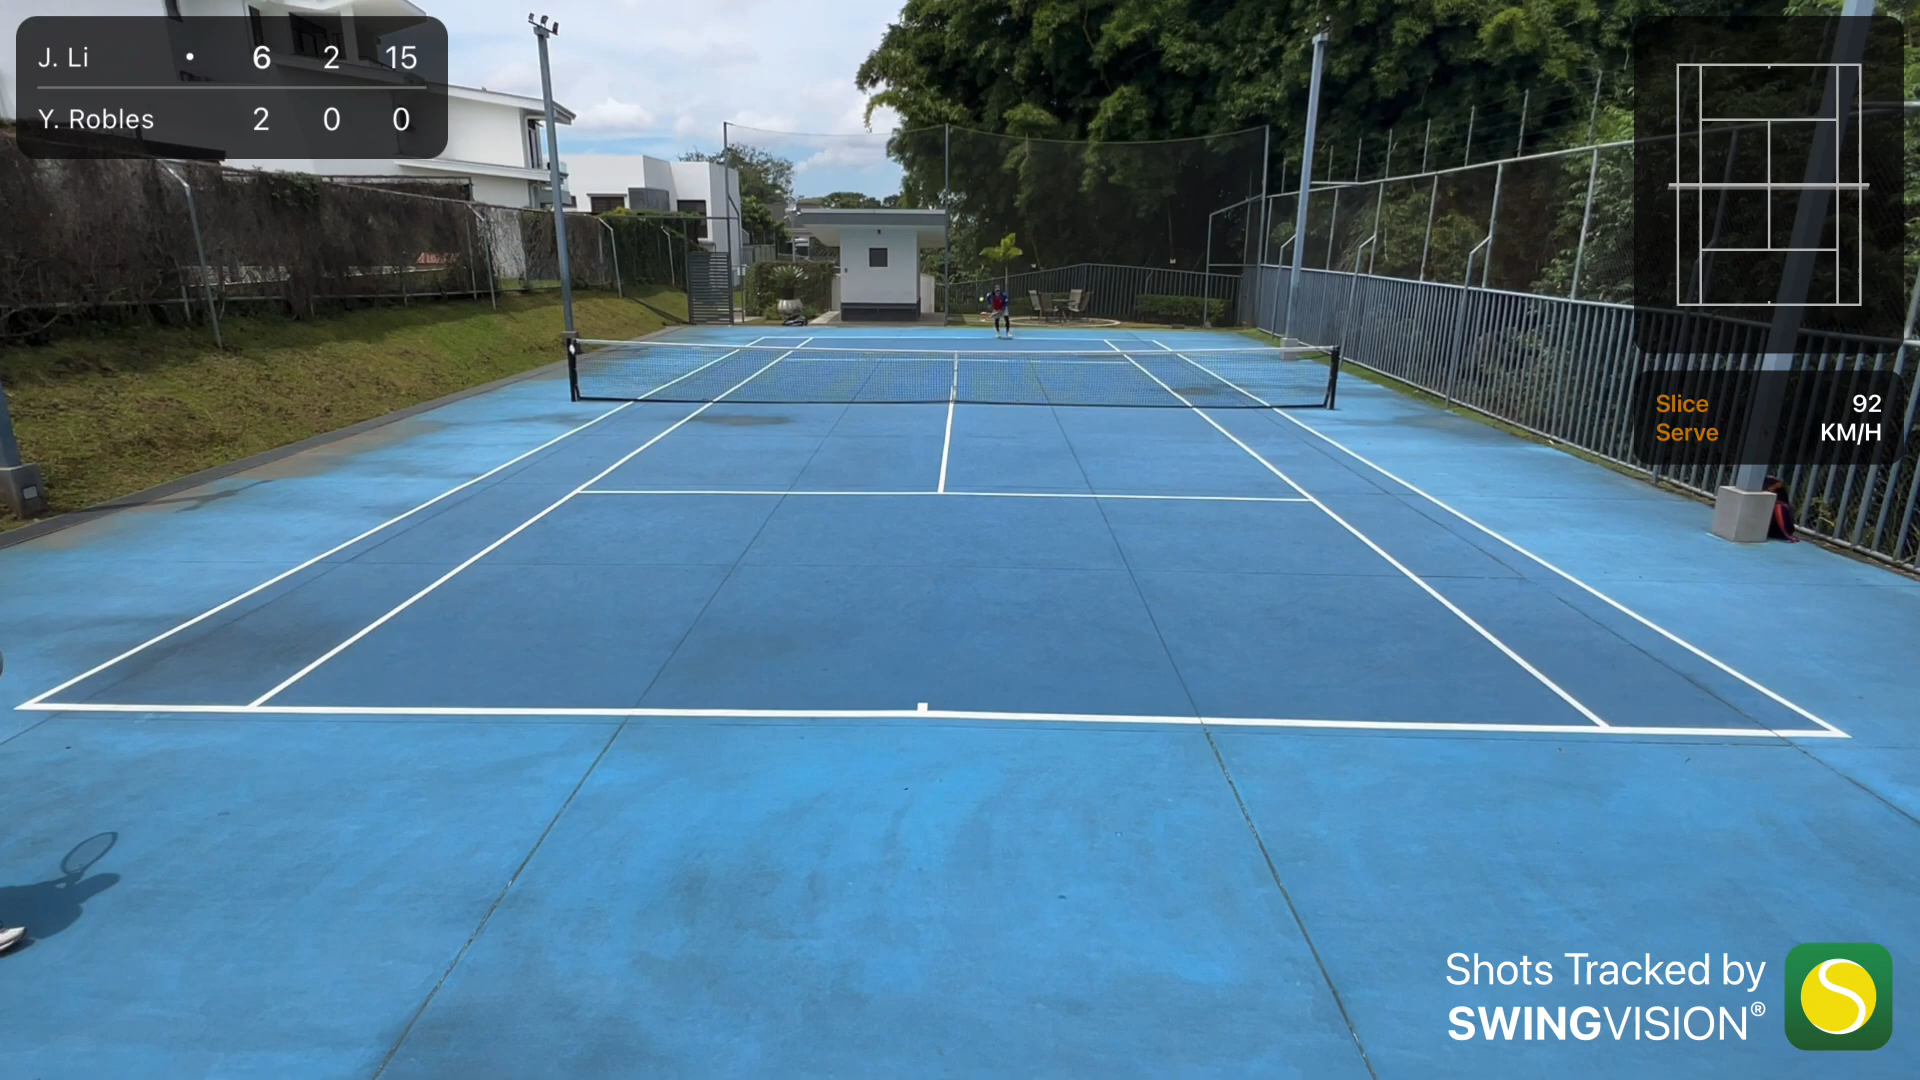 J. Li • 6 2 15
Y. Robles 2 0 0
Slice 92
Serve KM/H
Shots Tracked by
SWINGVISION®